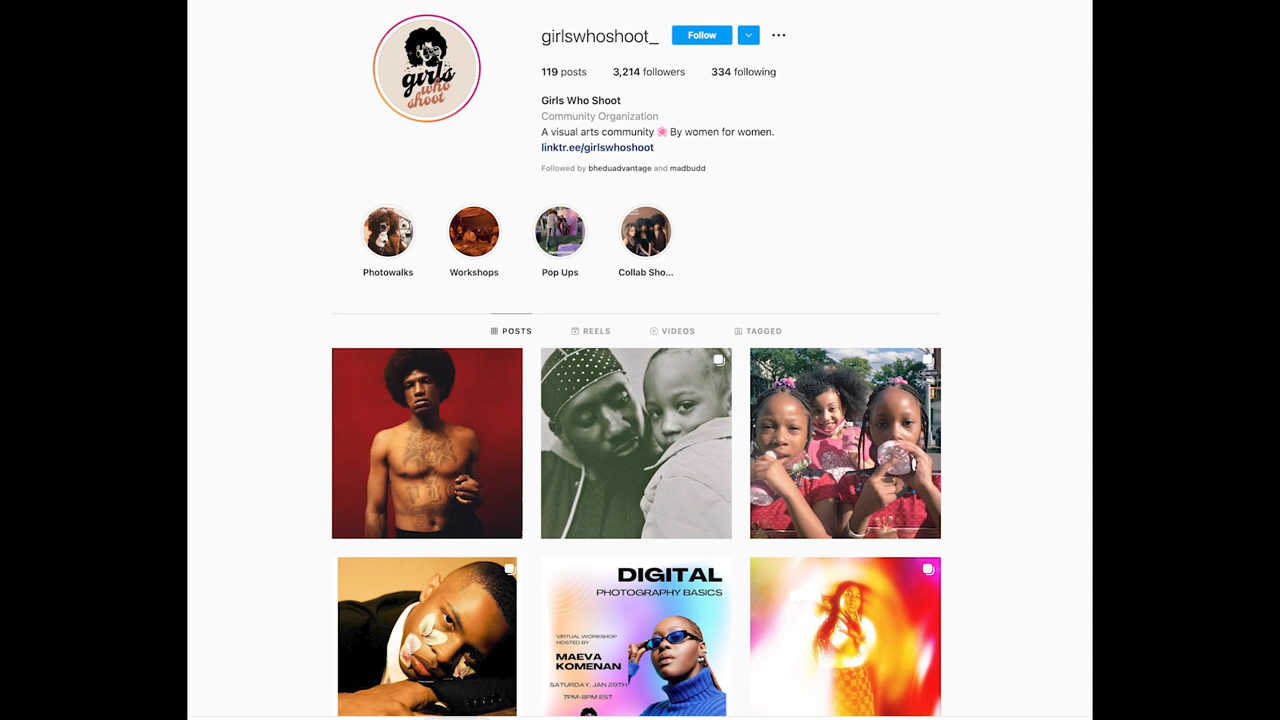 girls
who
shoot
girlswhoshoot_
Follow
119 posts 3,214 followers 334 following
Girls Who Shoot
Community Organization
A visual arts community 🌸 By women for women.
linktr.ee/girlswhoshoot
Followed by bheduadvantage and madbudd
Photowalks Workshops Pop Ups Collab Sho...
POSTS REELS VIDEOS TAGGED
DIGITAL
PHOTOGRAPHY BASICS
VIRTUAL WORKSHOP
HOSTED BY
MAEVA
KOMENAN
SATURDAY, JAN 29TH
7PM-8PM EST